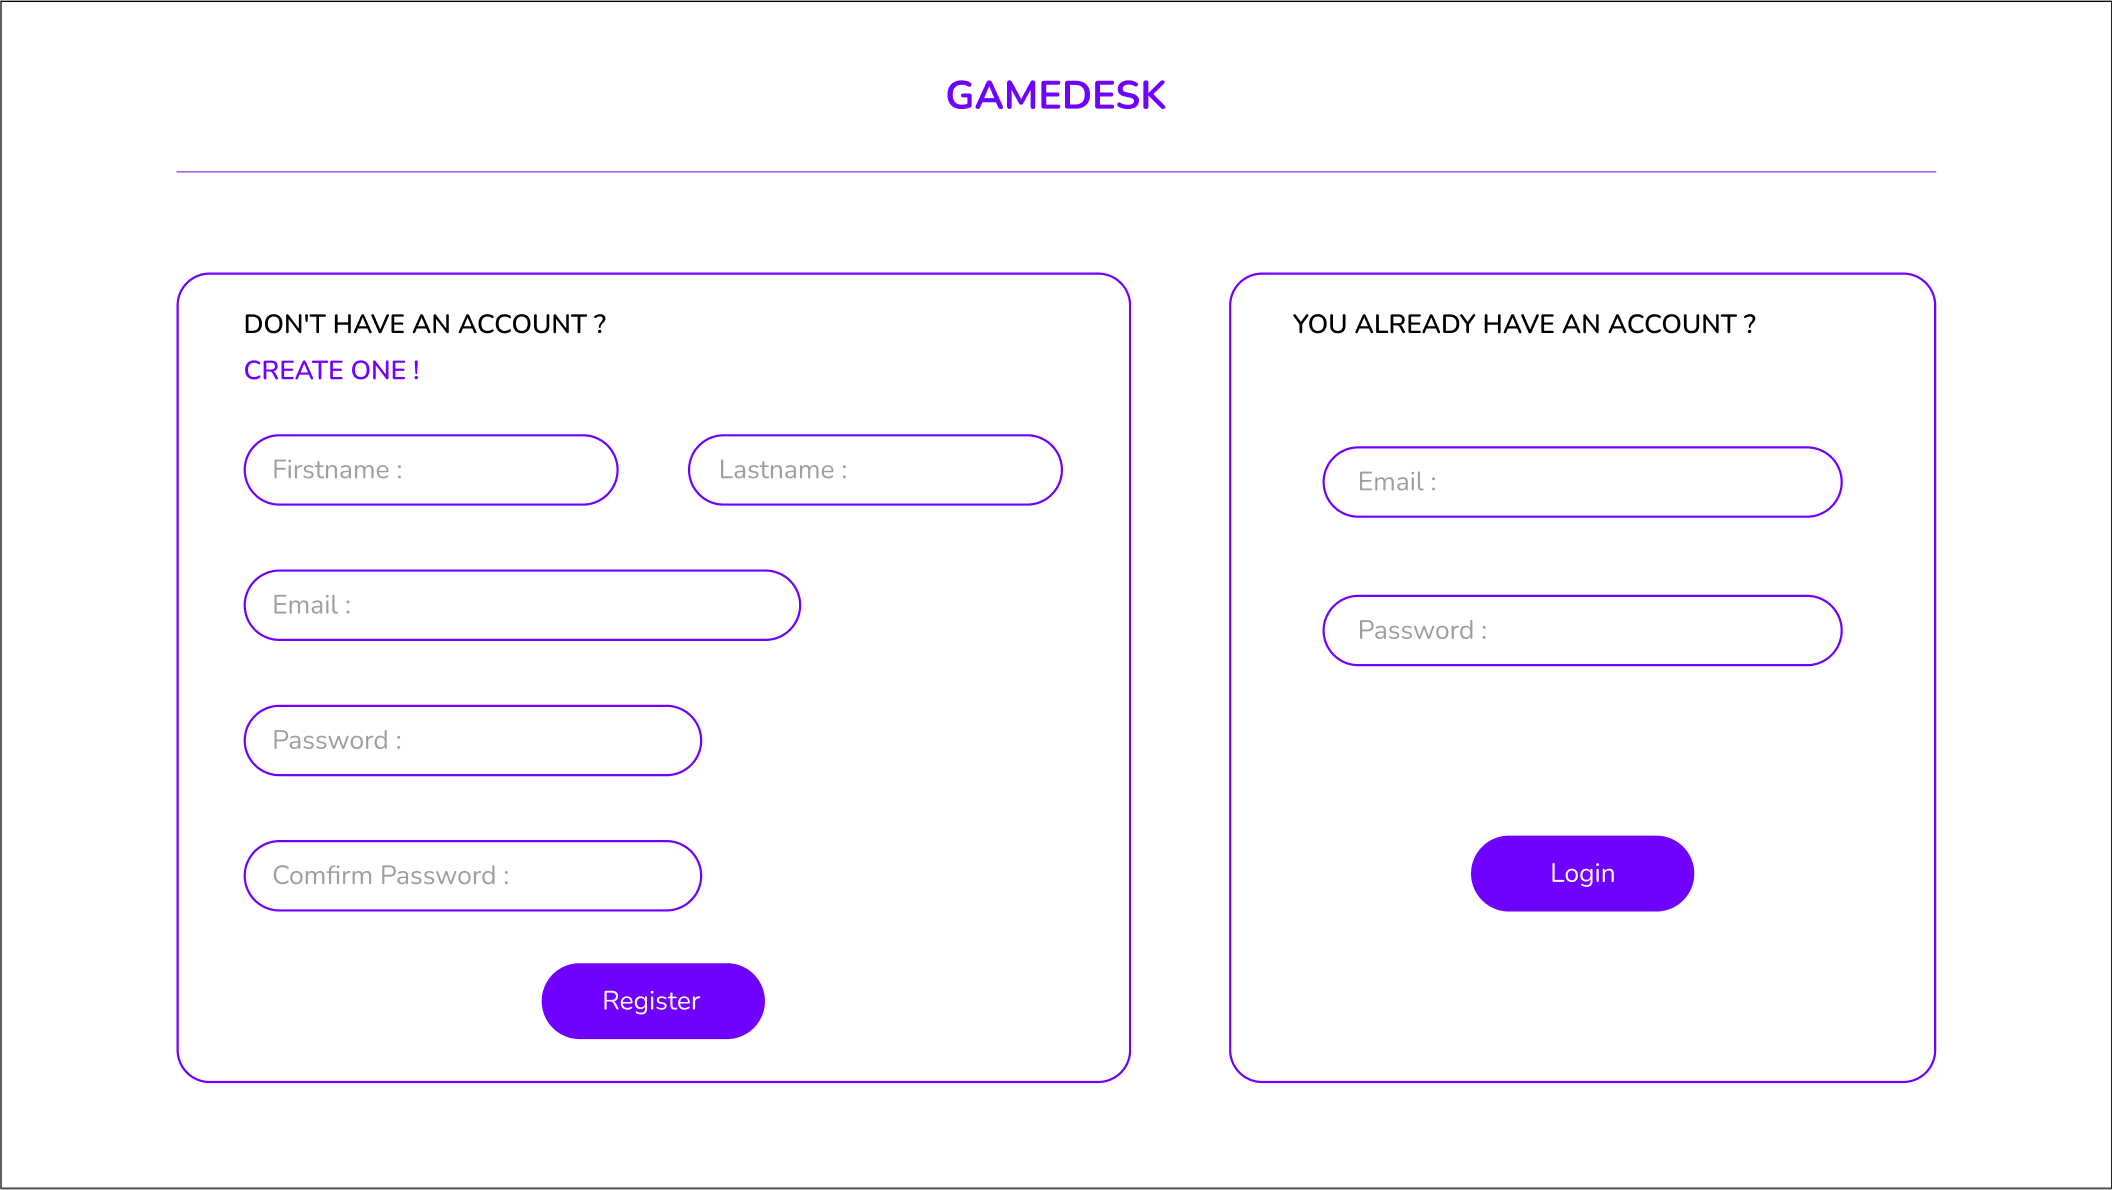 GAMEDESK
DON'T HAVE AN ACCOUNT ?
CREATE ONE !
Firstname :
Lastname :
Email :
Password :
Comfirm Password :
Register
YOU ALREADY HAVE AN ACCOUNT ?
Email :
Password :
Login